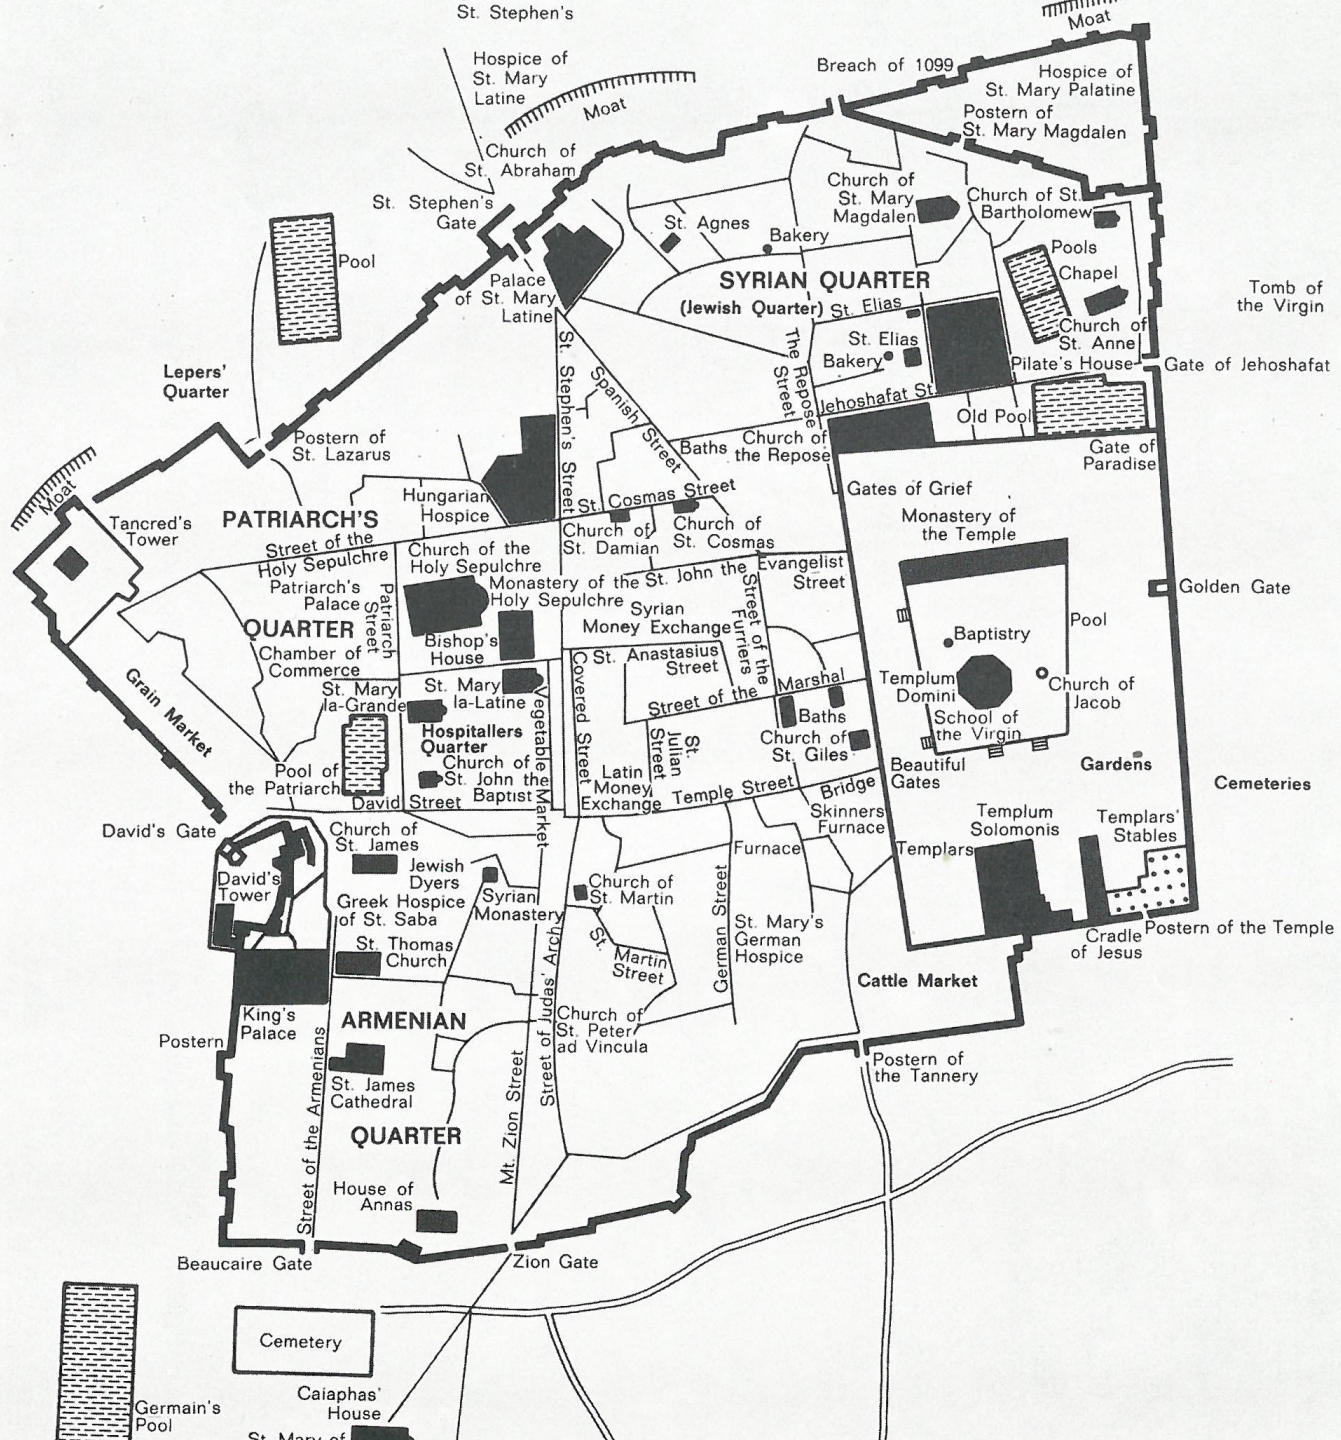 St. Stephen's
Moat
Hospice of
St. Mary
Latine
Moat
Breach of 1099
Hospice of
St. Mary Palatine
Postern of
St. Mary Magdalen
Church of
St. Abraham
St. Stephen's
Gate
Pool
Palace
of St. Mary
Latine
St. Agnes
Bakery
Church of
St. Mary
Magdalen
Church of St.
Bartholomew
Pools
Chapel
SYRIAN QUARTER
(Jewish Quarter)
St. Elias
St. Elias
Bakery
Church of
St. Anne
Tomb of
the Virgin
Pilate's House
Gate of Jehoshafat
Lepers'
Quarter
The Repose
Street
Jehoshafat St.
Old Pool
St. Stephen's Street
Spanish Street
Postern of
St. Lazarus
Baths
Church of
the Repose
Gate of
Paradise
Moat
Tancred's
Tower
PATRIARCH'S
Hungarian
Hospice
St. Cosmas Street
Gates of Grief
Monastery of
the Temple
Church of
St. Damian
Church of
St. Cosmas
Street of the
Holy Sepulchre
Church of the
Holy Sepulchre
Evangelist
Street
St. John the
Monastery of the
Holy Sepulchre
Golden Gate
Patriarch's
Palace
Patriarch
Street
QUARTER
Syrian
Money Exchange
Street of the
Furriers
Pool
Baptistry
Bishop's
House
Chamber of
Commerce
St. Anastasius
Street
Grain Market
St. Mary
la-Grande
St. Mary
la-Latine
Vegetable Market
Covered Street
Street of the
Marshal
Templum
Domini
Church of
Jacob
School of
the Virgin
Baths
Hospitallers
Quarter
St.
Julian
Street
Church of
St. Giles
Church of
St. John the
Baptist
Latin
Money
Exchange
Beautiful
Gates
Gardens
Pool of
the Patriarch
Cemeteries
David Street
Temple Street
Bridge
David's Gate
Skinners
Furnace
Templum
Solomonis
Templars'
Stables
Church of
St. James
Furnace
Templars
Jewish
Dyers
David's
Tower
Church of
St. Martin
Greek Hospice
of St. Saba
Syrian
Monastery
St. Mary's
German
Hospice
German Street
St. Thomas
Church
St.
Martin
Street
Postern of the Temple
Cradle
of Jesus
Cattle Market
King's
Palace
ARMENIAN
Street of Judas' Arch
Church of
St. Peter
ad Vincula
Postern
Postern of
the Tannery
St. James
Cathedral
Mt. Zion Street
Street of the Armenians
QUARTER
House of
Annas
Beaucaire Gate
Zion Gate
Cemetery
Germain's
Pool
Caiaphas'
House
St. Mary of